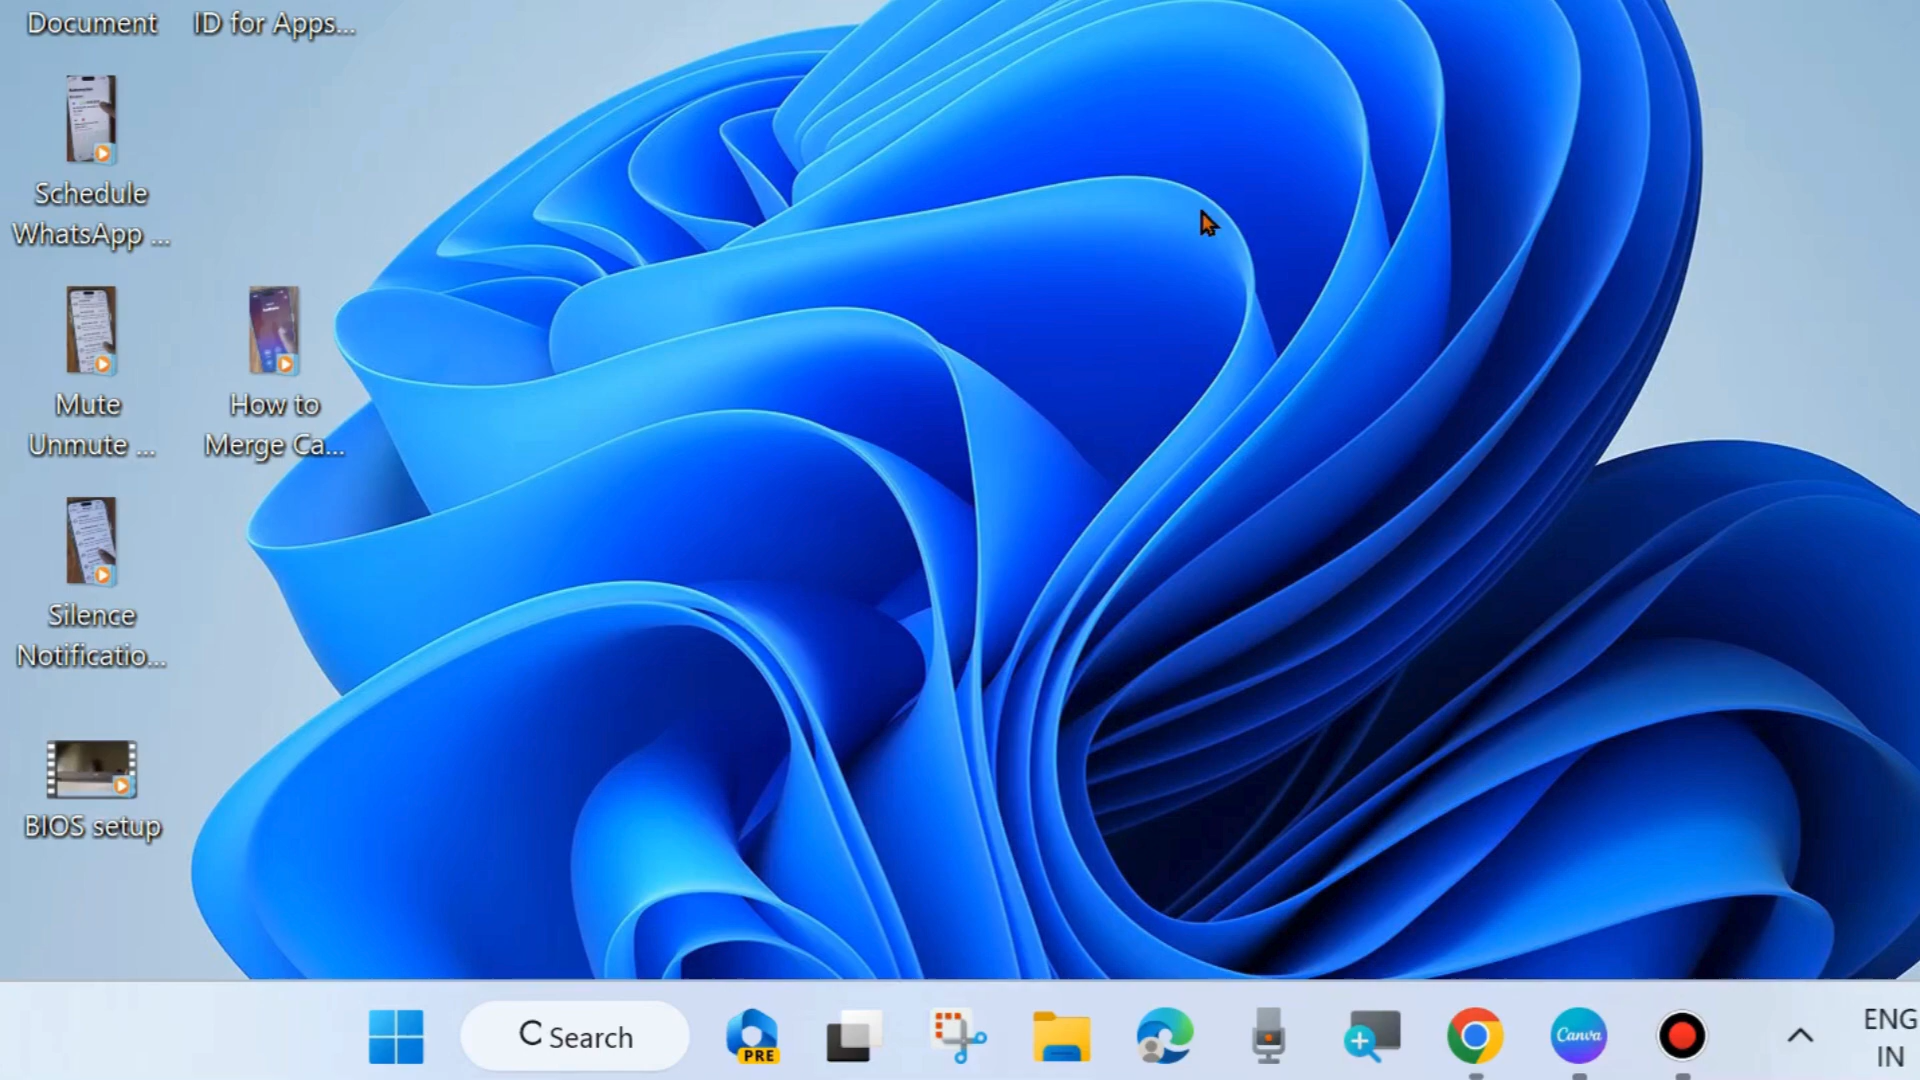 Document
ID for Apps...
Schedule
WhatsApp ...
Mute
Unmute ...
How to
Merge Ca...
Silence
Notificatio...
BIOS setup
Search
PRE
Canva
ENG
IN